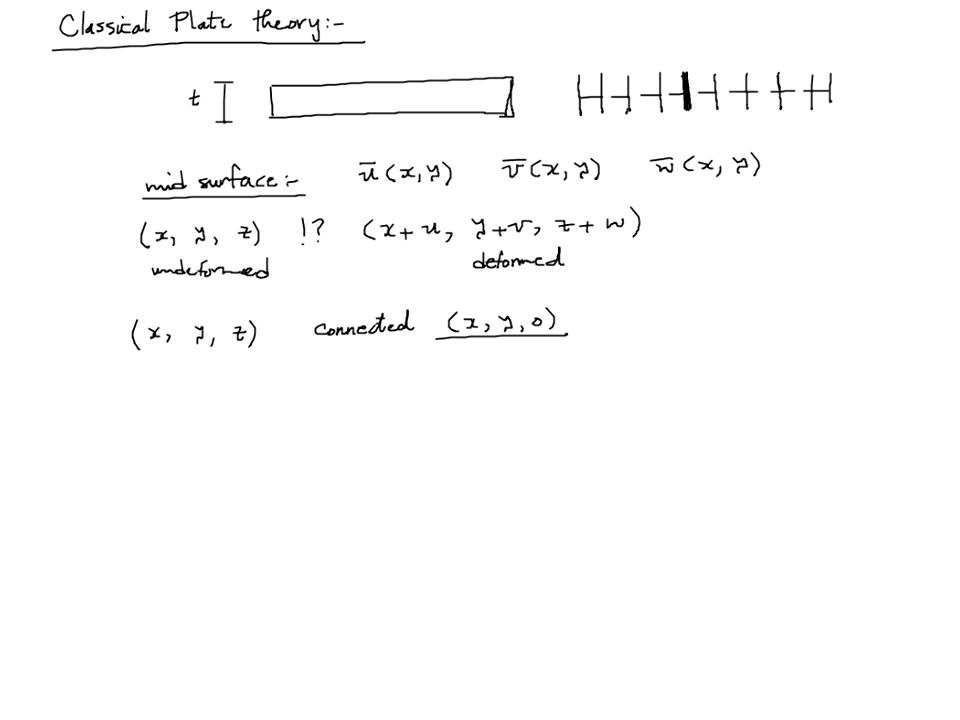 Classical Plate theory:-
t
mid surface:- ū(x,y) v̅(x,y) w̅(x,y)
(x, y, z) !? (x+u, y+v, z+w)
undeformed deformed
(x, y, z) connected (x, y, 0)